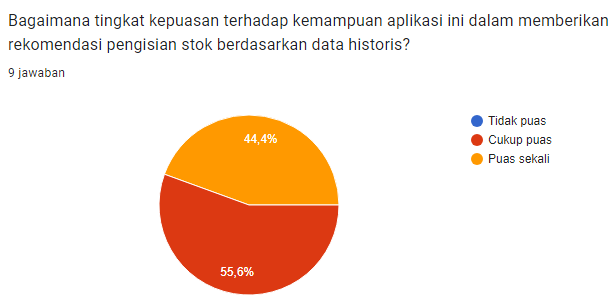 Bagaimana tingkat kepuasan terhadap kemampuan aplikasi ini dalam memberikan
rekomendasi pengisian stok berdasarkan data historis?
9 jawaban
Tidak puas
Cukup puas
Puas sekali
44,4%
55,6%